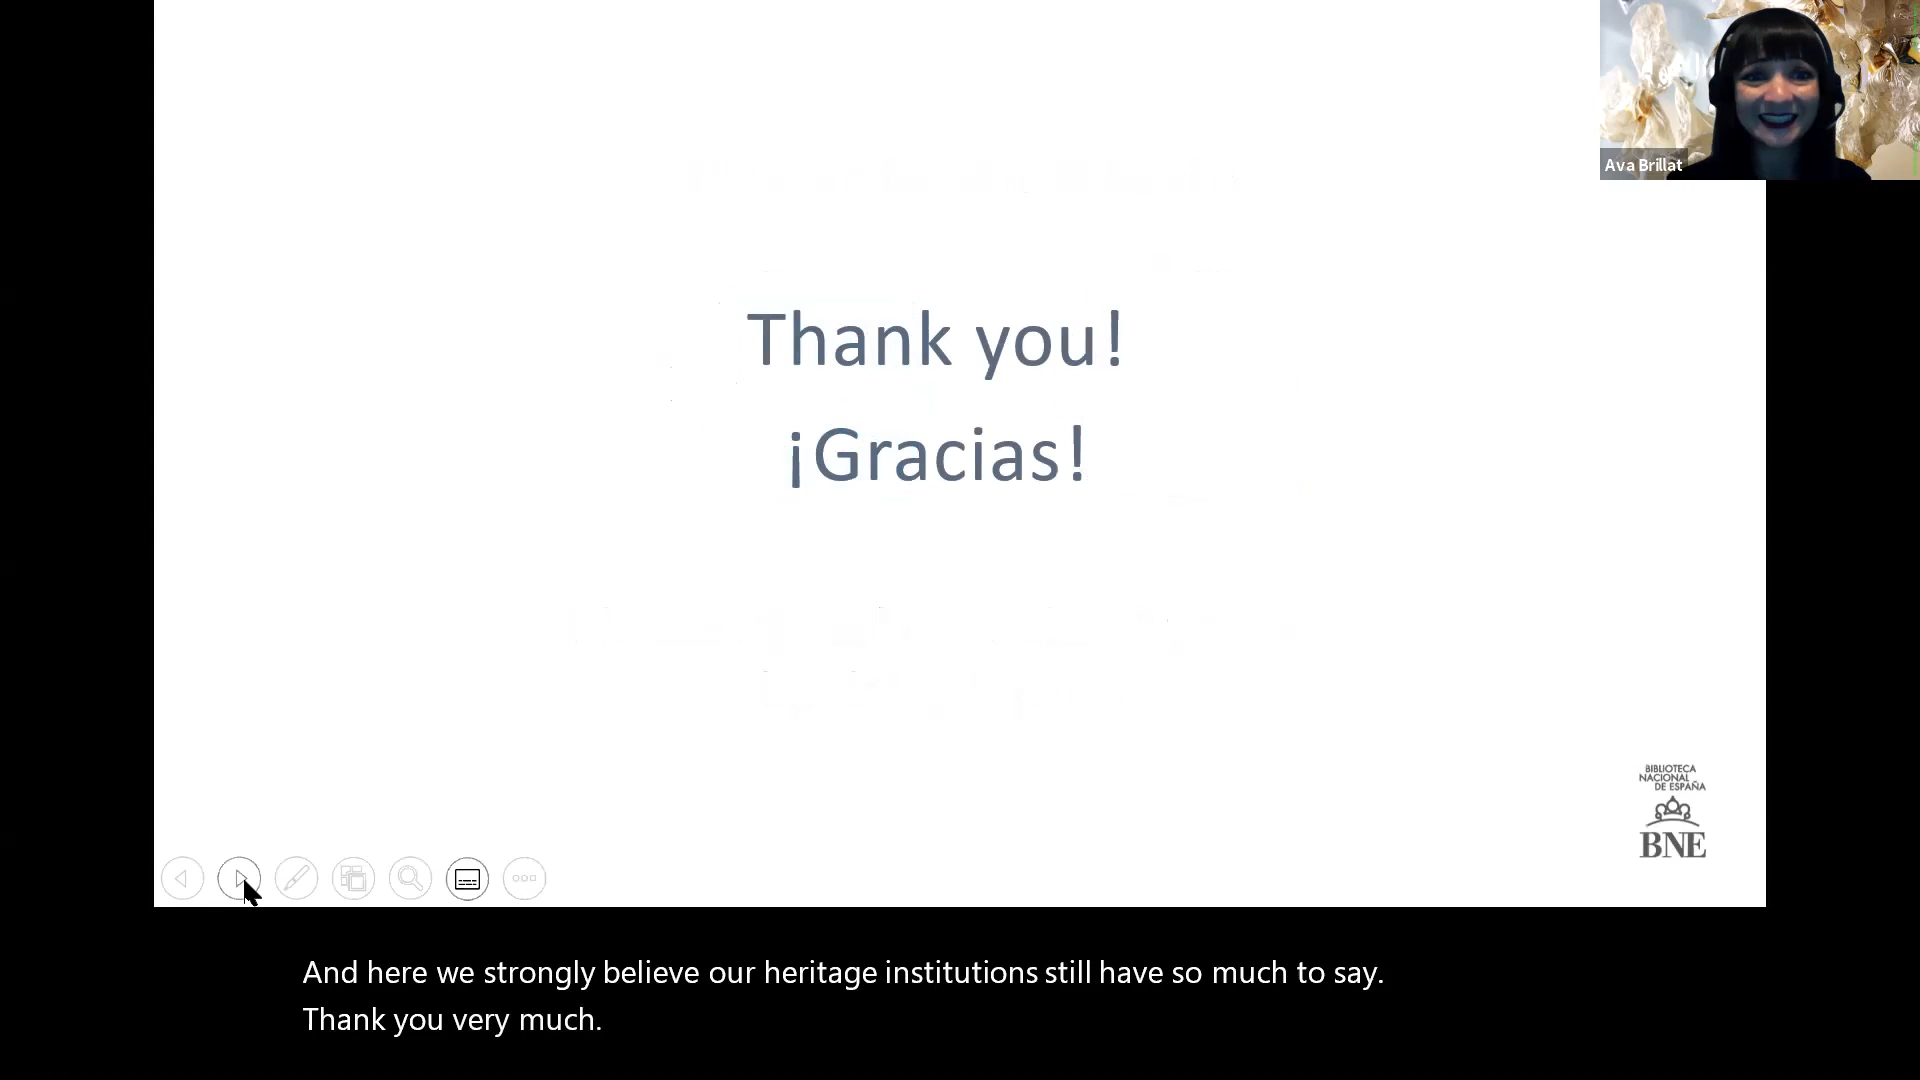 Ava Brillat
Thank you!
¡Gracias!
BIBLIOTECA
NACIONAL
DE ESPAÑA
BNE
And here we strongly believe our heritage institutions still have so much to say.
Thank you very much.